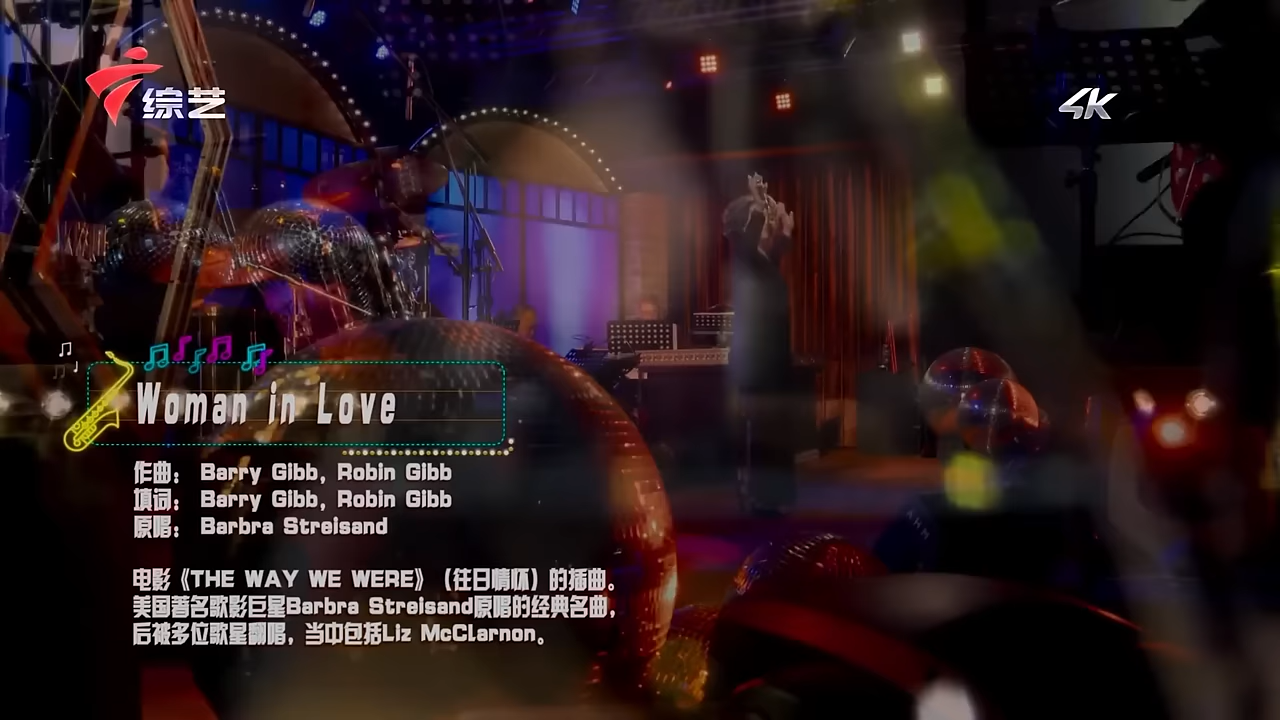 综艺
4K
Woman in Love
作曲： Barry Gibb, Robin Gibb
填词： Barry Gibb, Robin Gibb
原唱： Barbra Streisand
电影《THE WAY WE WERE》（往日情怀）的插曲。
美国著名歌影巨星Barbra Streisand原唱的经典名曲，
后被多位歌星翻唱，当中包括Liz McClarnon。